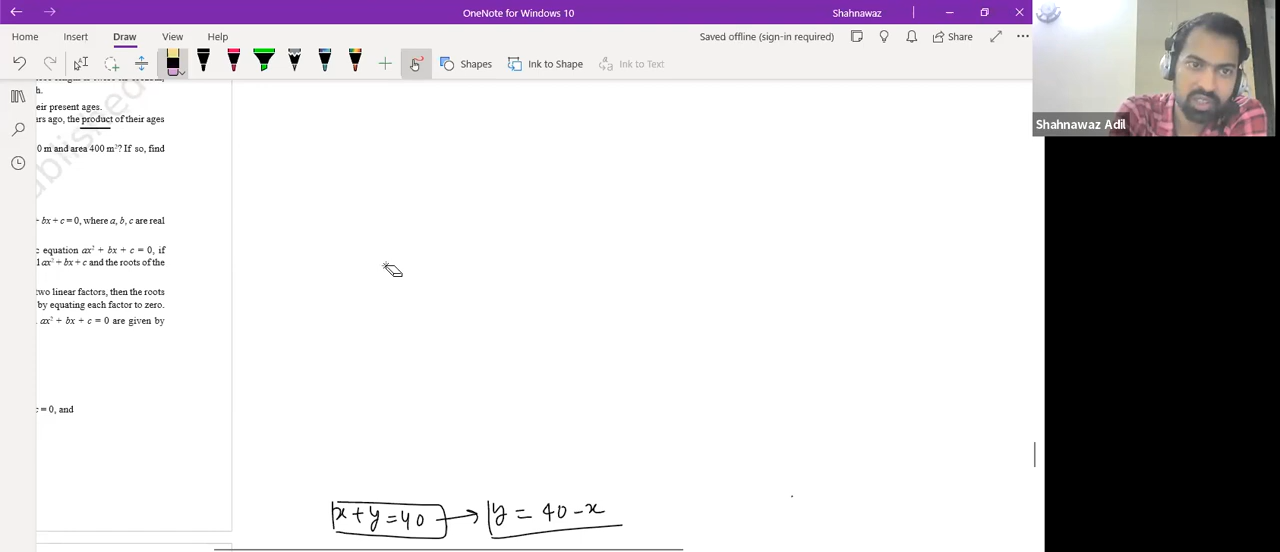 OneNote for Windows 10
Shahnawaz
Home Insert Draw View Help
Saved offline (sign-in required)
Share
Shapes
Ink to Shape
Ink to Text
Shahnawaz Adil
h.
eir present ages.
ars ago, the product of their ages
0 m and area 400 m²? If so, find
+ bx + c = 0, where a, b, c are real
c equation ax² + bx + c = 0, if
l ax² + bx + c and the roots of the
two linear factors, then the roots
by equating each factor to zero.
ax² + bx + c = 0 are given by
c = 0, and
x + y = 40 → y = 40 - x